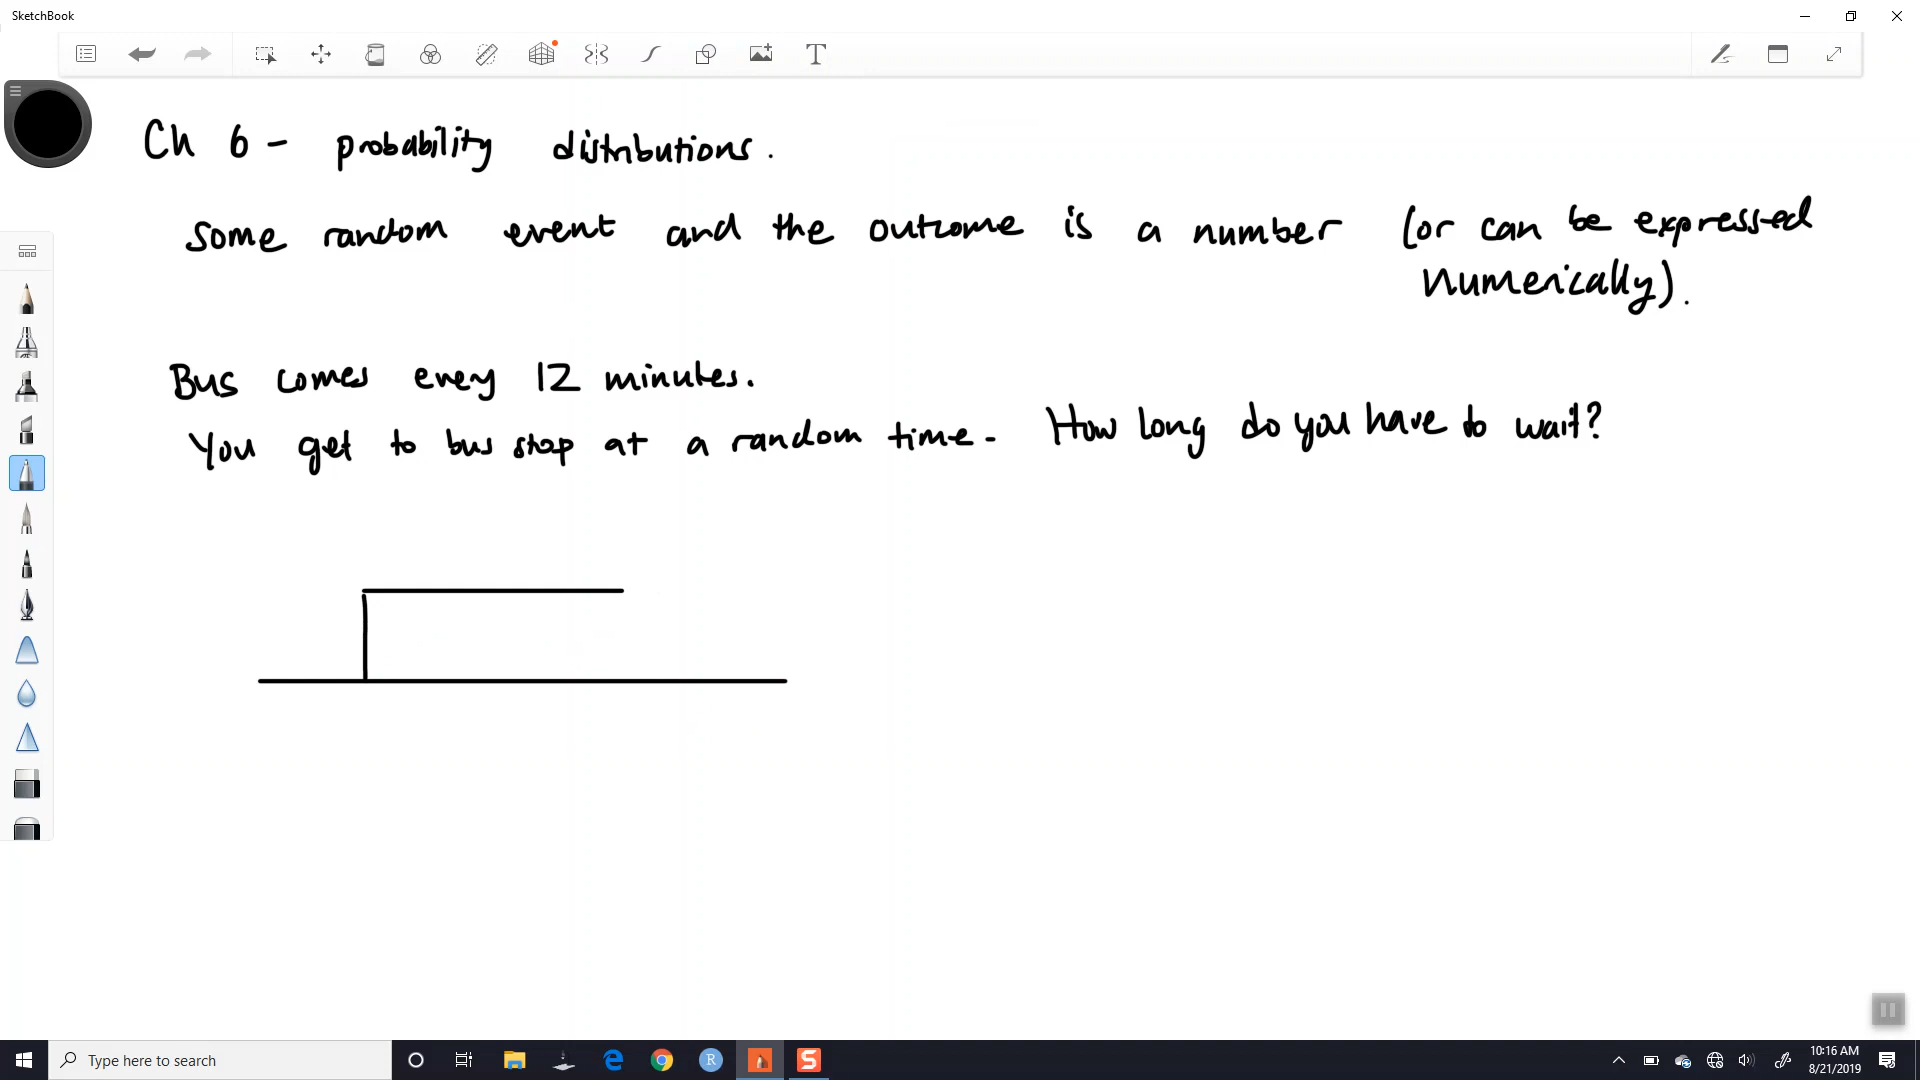 SketchBook
Ch 6 - probability distributions.
Some random event and the outcome is a number (or can be expressed
numerically).
Bus comes every 12 minutes.
You get to bus stop at a random time. How long do you have to wait?
Type here to search
10:16 AM
8/21/2019